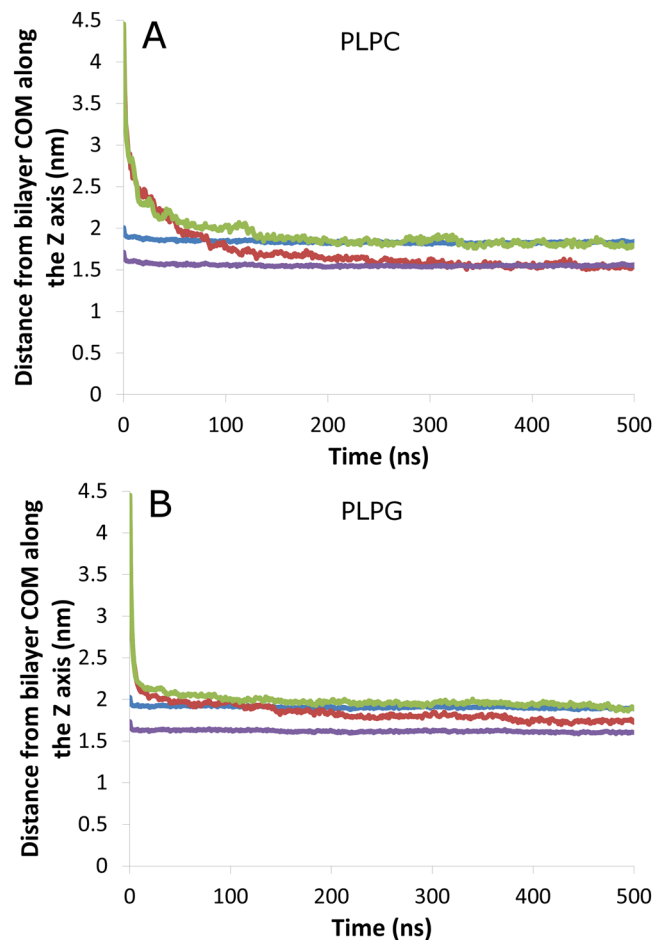 A
PLPC
Distance from bilayer COM along
the Z axis (nm)
4.5
4
3.5
3
2.5
2
1.5
1
0.5
0
0 100 200 300 400 500
Time (ns)
B
PLPG
Distance from bilayer COM along
the Z axis (nm)
4.5
4
3.5
3
2.5
2
1.5
1
0.5
0
0 100 200 300 400 500
Time (ns)